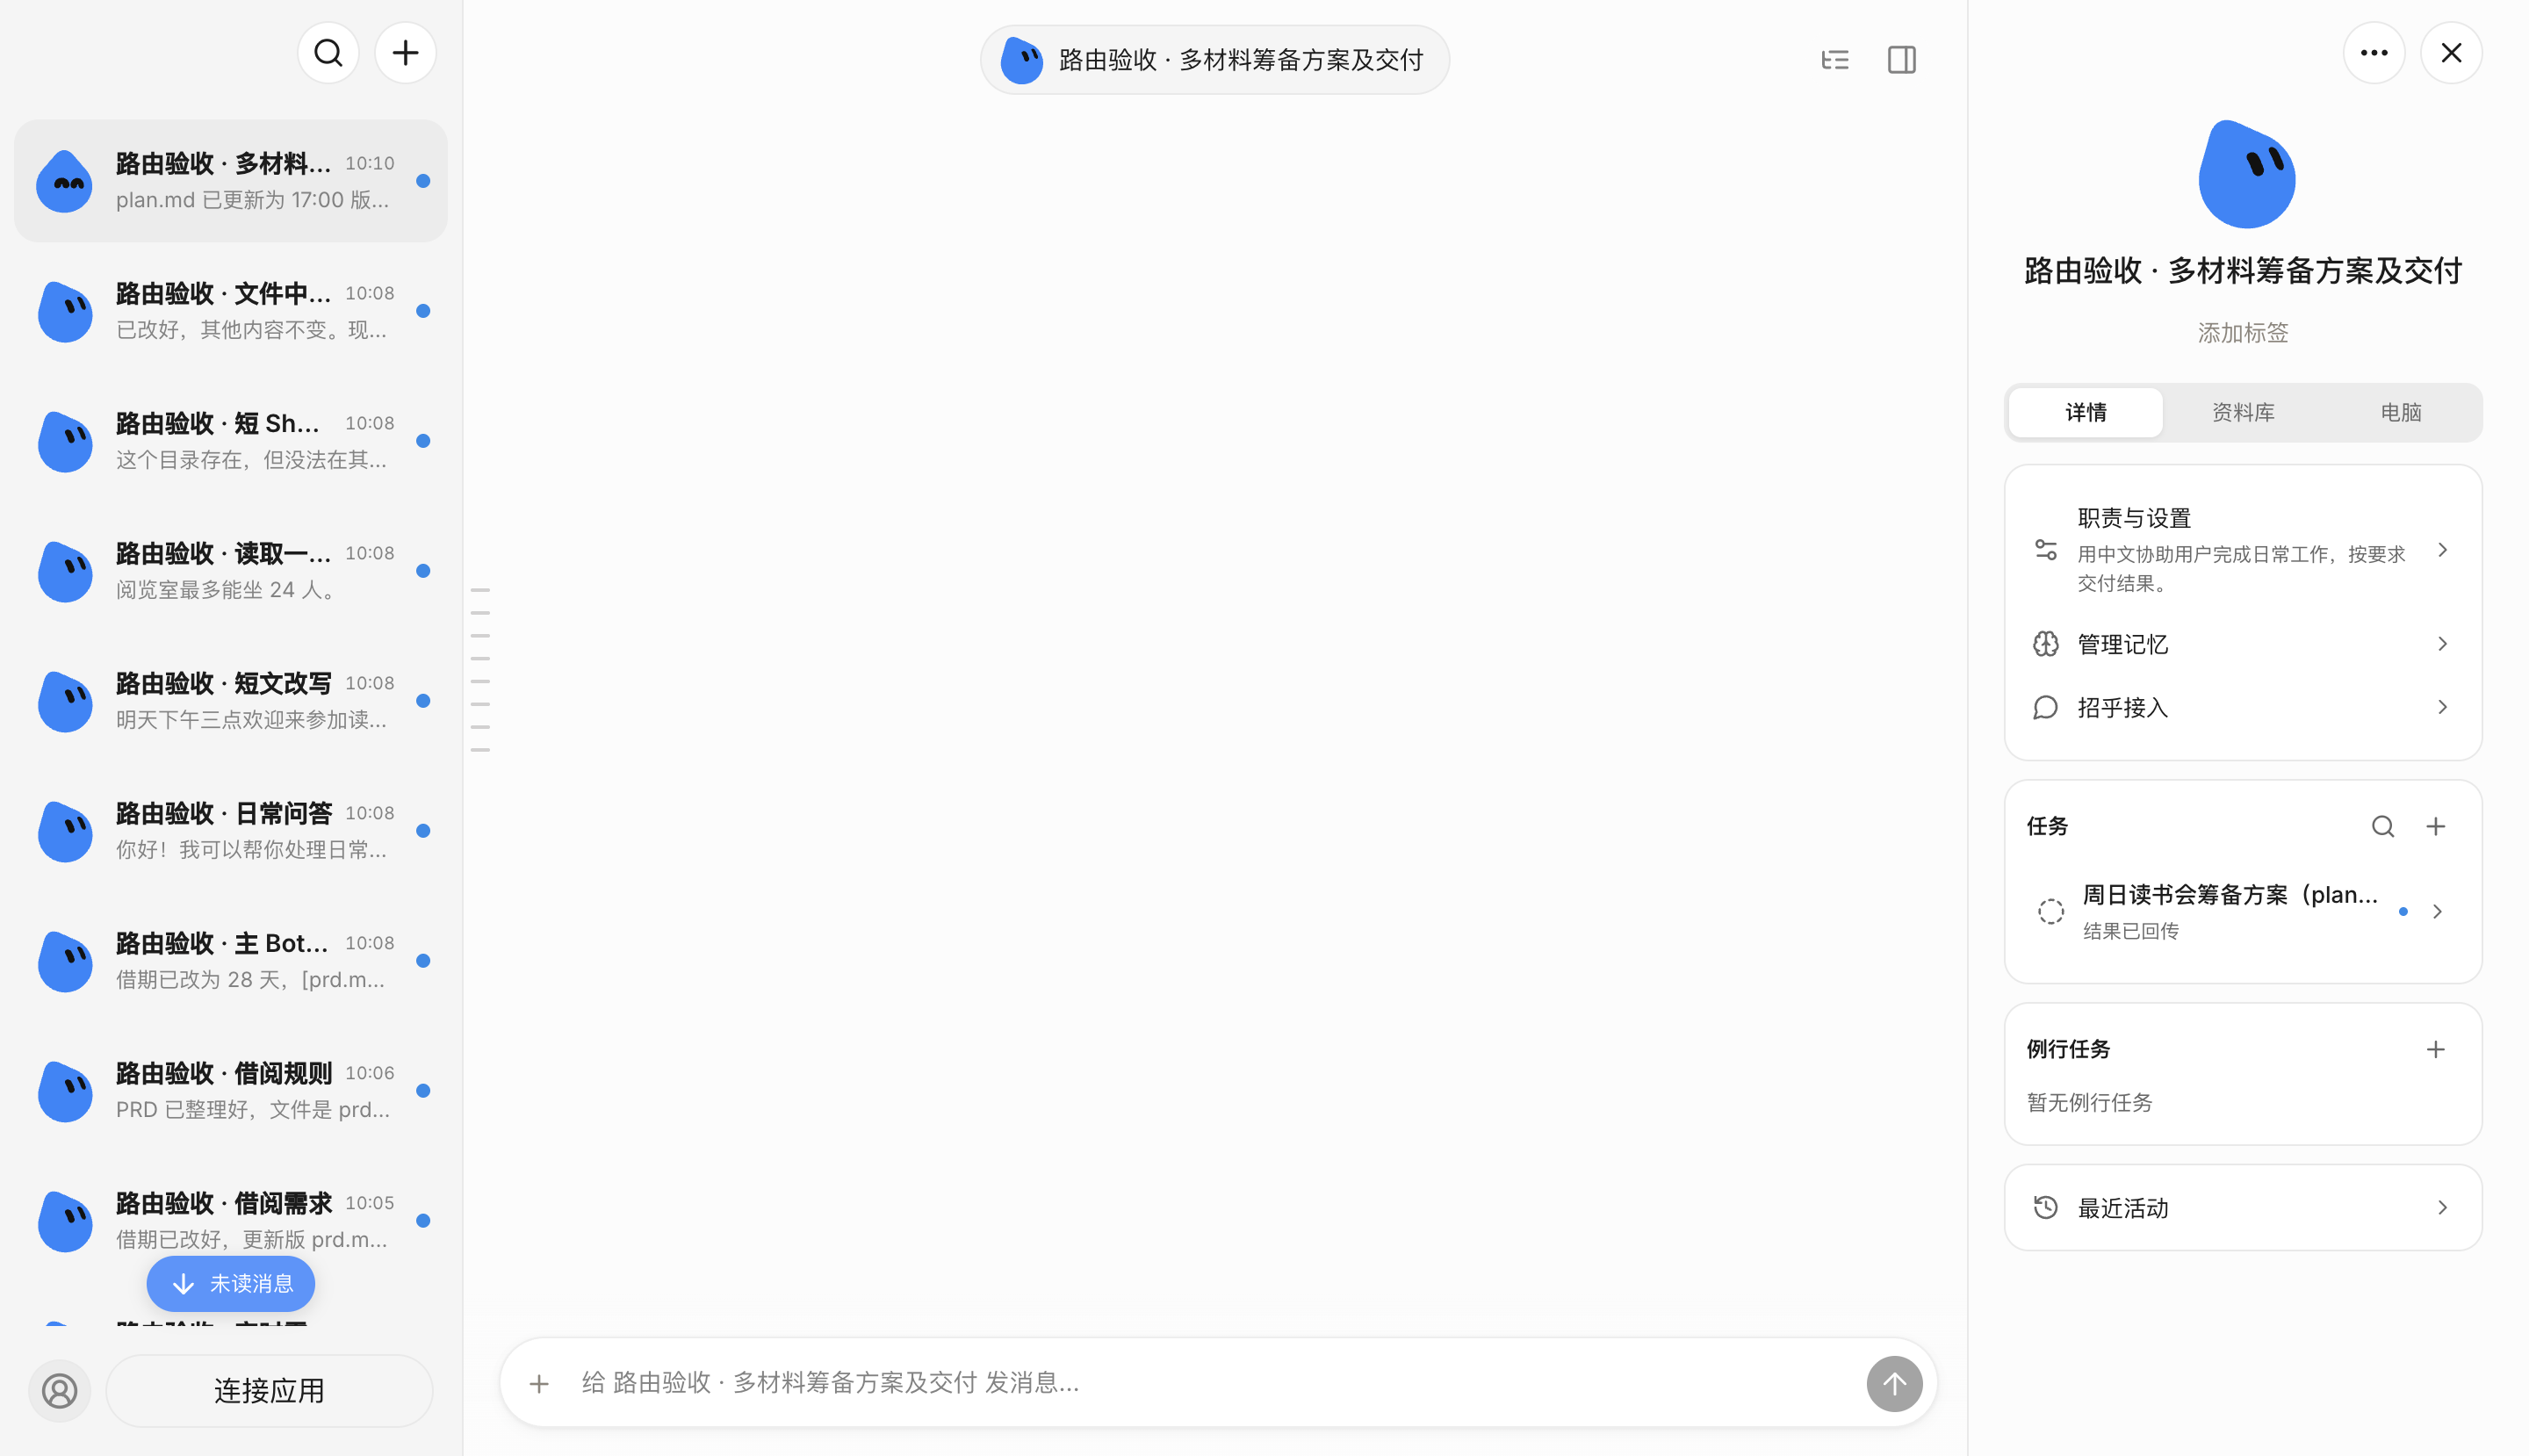 路由验收 · 多材料... 10:10
plan.md 已更新为 17:00 版...
路由验收 · 文件中... 10:08
已改好，其他内容不变。现...
路由验收 · 短 Sh... 10:08
这个目录存在，但没法在其...
路由验收 · 读取一... 10:08
阅览室最多能坐 24 人。
路由验收 · 短文改写 10:08
明天下午三点欢迎来参加读...
路由验收 · 日常问答 10:08
你好！我可以帮你处理日常...
路由验收 · 主 Bot... 10:08
借期已改为 28 天，[prd.m...
路由验收 · 借阅规则 10:06
PRD 已整理好，文件是 prd...
路由验收 · 借阅需求 10:05
借期已改好，更新版 prd.m...
未读消息
连接应用
路由验收 · 多材料筹备方案及交付
给 路由验收 · 多材料筹备方案及交付 发消息...
路由验收 · 多材料筹备方案及交付
添加标签
详情 资料库 电脑
职责与设置
用中文协助用户完成日常工作，按要求
交付结果。
管理记忆
招乎接入
任务
周日读书会筹备方案（plan...
结果已回传
例行任务
暂无例行任务
最近活动